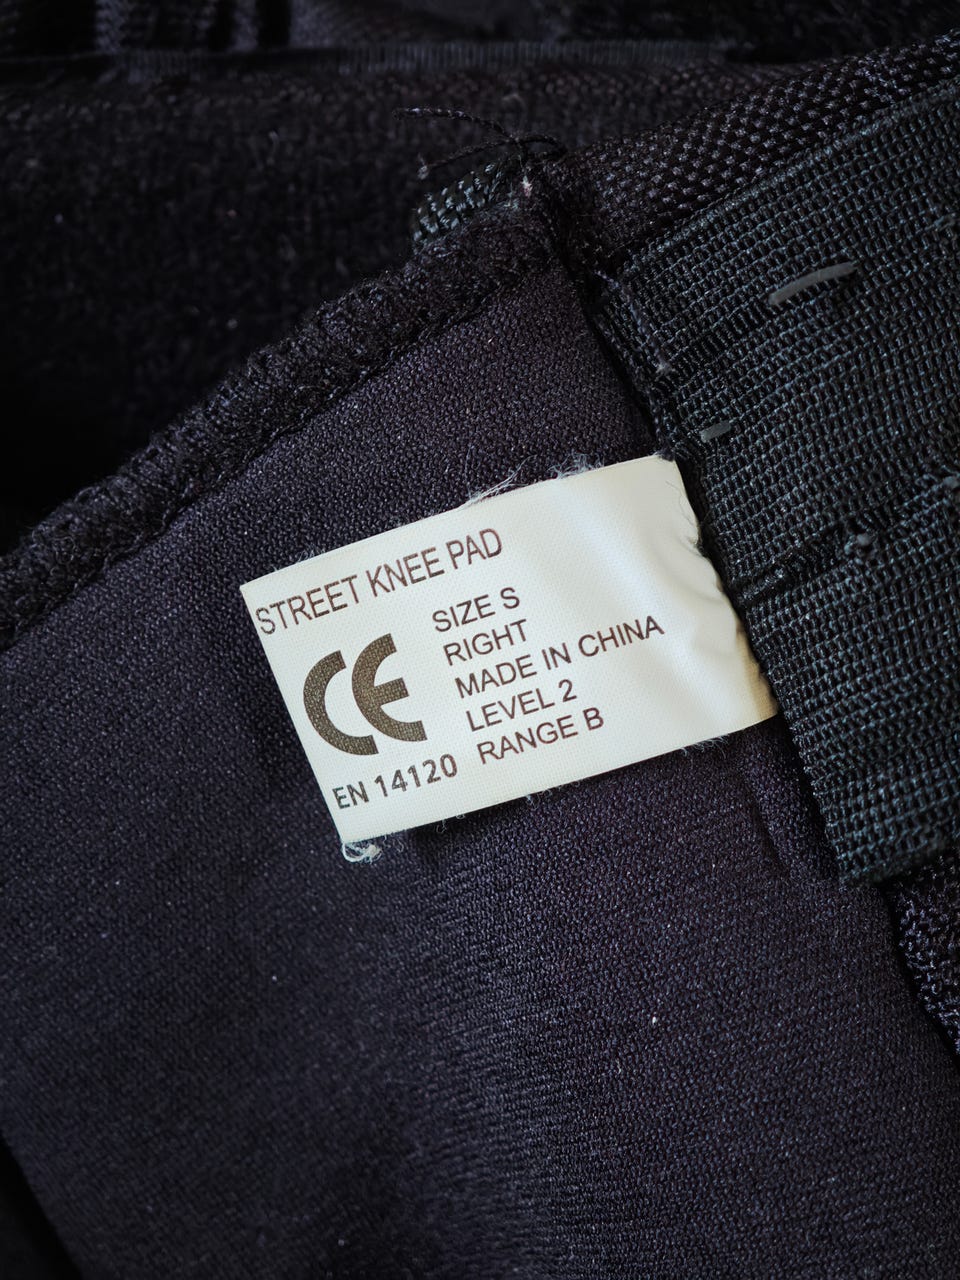 STREET KNEE PAD
CE
EN 14120
SIZE S
RIGHT
MADE IN CHINA
LEVEL 2
RANGE B